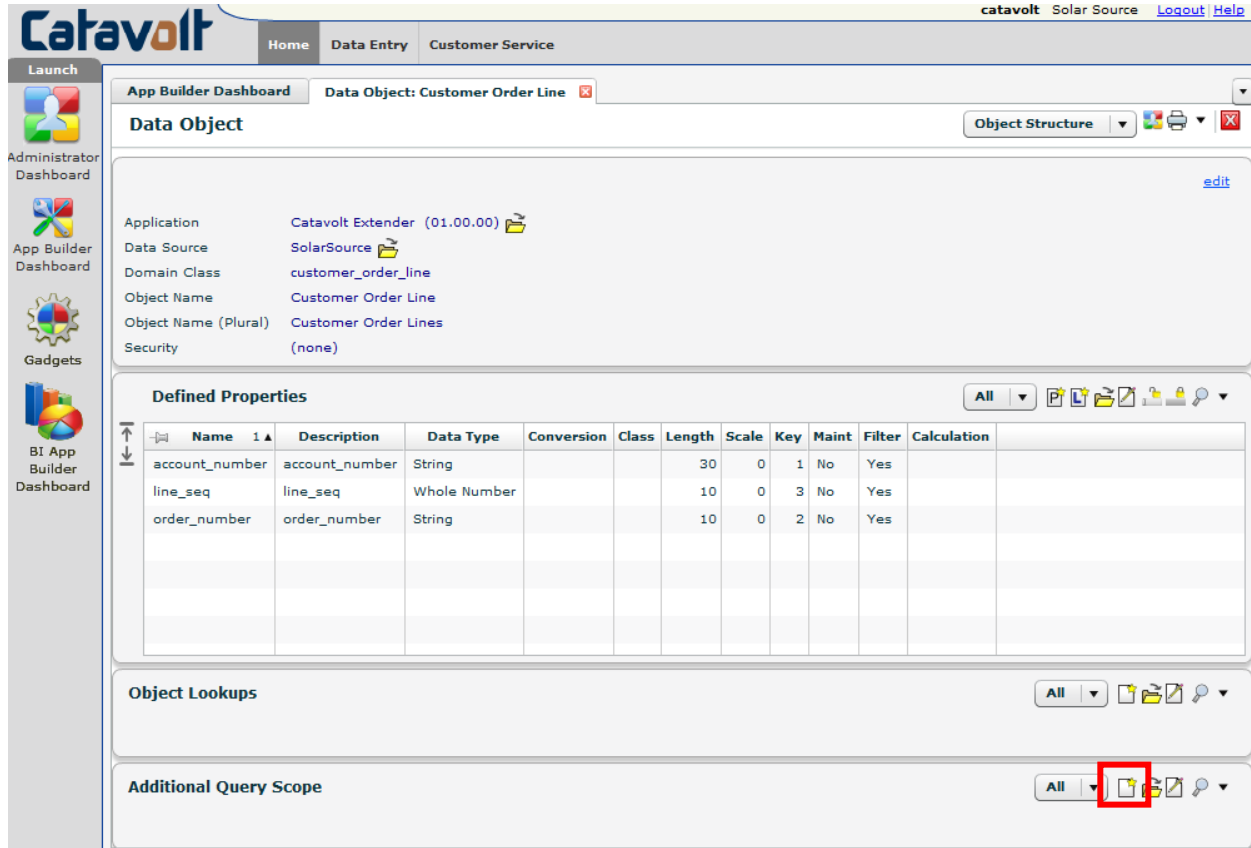 catavolt Solar Source Logout Help
Catavolt
Home Data Entry Customer Service
Launch
Administrator
Dashboard
App Builder
Dashboard
Gadgets
BI App
Builder
Dashboard
App Builder Dashboard Data Object: Customer Order Line
Data Object Object Structure
edit
Application Catavolt Extender (01.00.00)
Data Source SolarSource
Domain Class customer_order_line
Object Name Customer Order Line
Object Name (Plural) Customer Order Lines
Security (none)
Defined Properties All
Name 1 Description Data Type Conversion Class Length Scale Key Maint Filter Calculation
account_number account_number String 30 0 1 No Yes
line_seq line_seq Whole Number 10 0 3 No Yes
order_number order_number String 10 0 2 No Yes
Object Lookups All
Additional Query Scope All